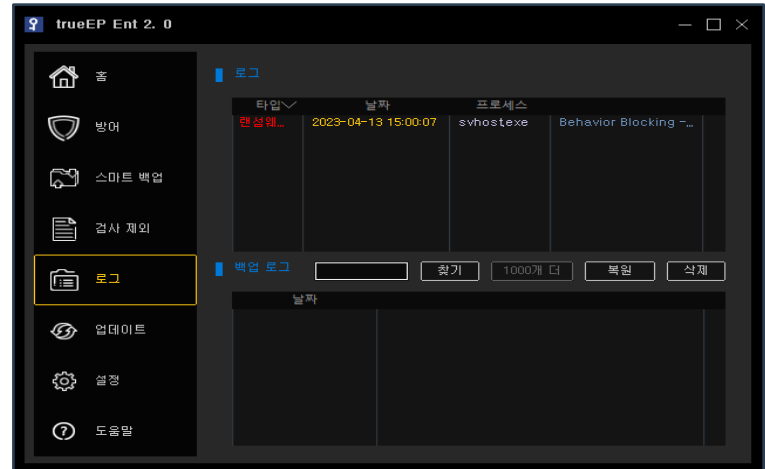 trueEP Ent 2. 0
홈
방어
스마트 백업
검사 제외
로그
업데이트
설정
도움말
로그
타입 날짜 프로세스
랜섬웨... 2023-04-13 15:00:07 svhost.exe Behavior Blocking -...
백업 로그 찾기 1000개 더 복원 삭제
날짜